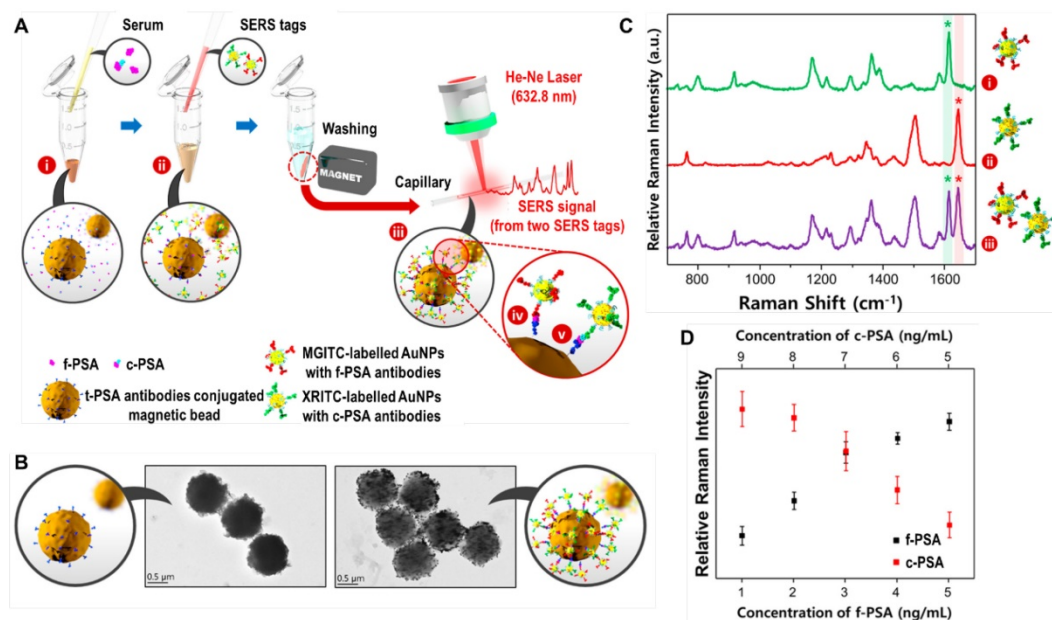 A
Serum
SERS tags
1.5
1.0
i
ii
Washing
MAGNET
He-Ne Laser
(632.8 nm)
Capillary
SERS signal
(from two SERS tags)
iii
iv
v
f-PSA
c-PSA
t-PSA antibodies conjugated
magnetic bead
MGITC-labelled AuNPs
with f-PSA antibodies
XRITC-labelled AuNPs
with c-PSA antibodies
B
0.5 µm
0.5 µm
C
Relative Raman Intensity (a.u.)
*
*
* *
i
ii
iii
800 1000 1200 1400 1600
Raman Shift (cm-1)
D
Concentration of c-PSA (ng/mL)
9 8 7 6 5
Relative Raman Intensity
f-PSA
c-PSA
1 2 3 4 5
Concentration of f-PSA (ng/mL)